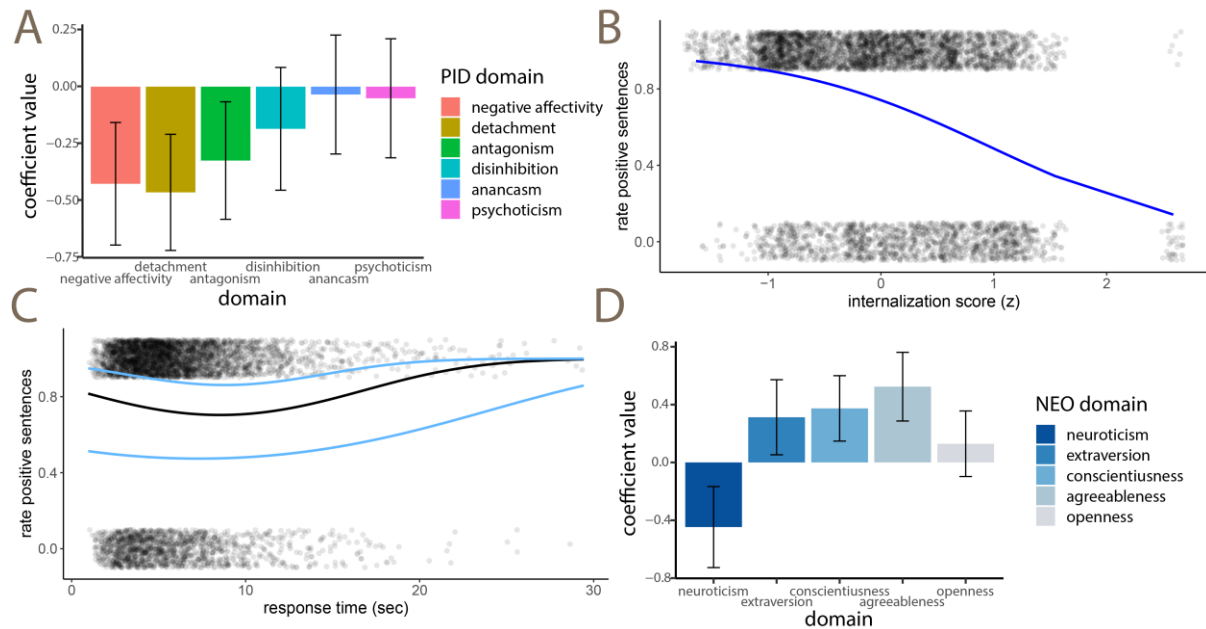 A
0.25
0.00
-0.25
-0.50
-0.75
coefficient value
negative affectivity
detachment
antagonism
disinhibition
anancasm
psychoticism
domain
PID domain
negative affectivity
detachment
antagonism
disinhibition
anancasm
psychoticism
B
0.8
0.4
0.0
rate positive sentences
−1
0
1
2
internalization score (z)
C
0.8
0.4
0.0
rate positive sentences
0
10
20
30
response time (sec)
D
0.8
0.4
0.0
-0.4
-0.8
coefficient value
neuroticism
extraversion
conscientiusness
agreeableness
openness
domain
NEO domain
neuroticism
extraversion
conscientiusness
agreeableness
openness